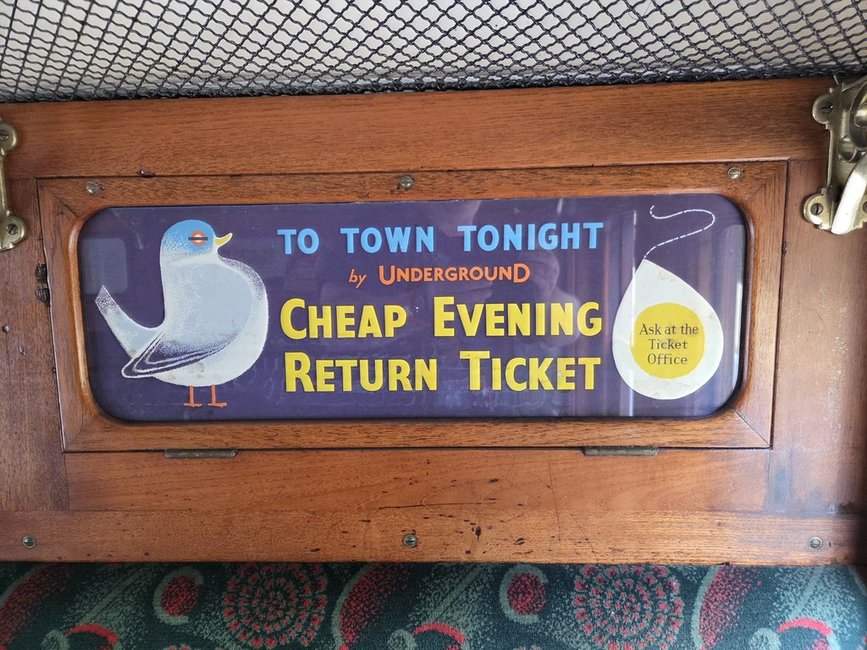 TO TOWN TONIGHT
by UNDERGROUND
CHEAP EVENING
RETURN TICKET
Ask at the
Ticket
Office